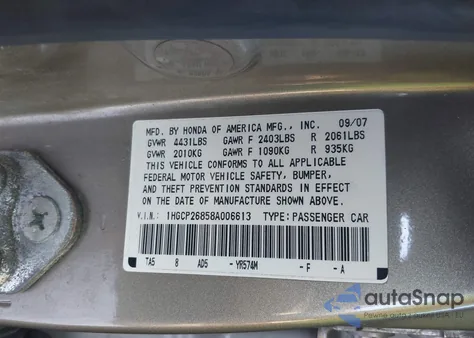 MFD. BY HONDA OF AMERICA MFG., INC. 09/07
GVWR 4431LBS GAWR F 2403LBS R 2061LBS
GVWR 2010KG GAWR F 1090KG R 935KG
THIS VEHICLE CONFORMS TO ALL APPLICABLE
FEDERAL MOTOR VEHICLE SAFETY, BUMPER,
AND THEFT PREVENTION STANDARDS IN EFFECT
ON THE DATE OF MANUFACTURE SHOWN ABOVE.
V.I.N.: 1HGCP26858A006613 TYPE: PASSENGER CAR
TA5 8 AD5 -YR574M -F -A
autoSnap